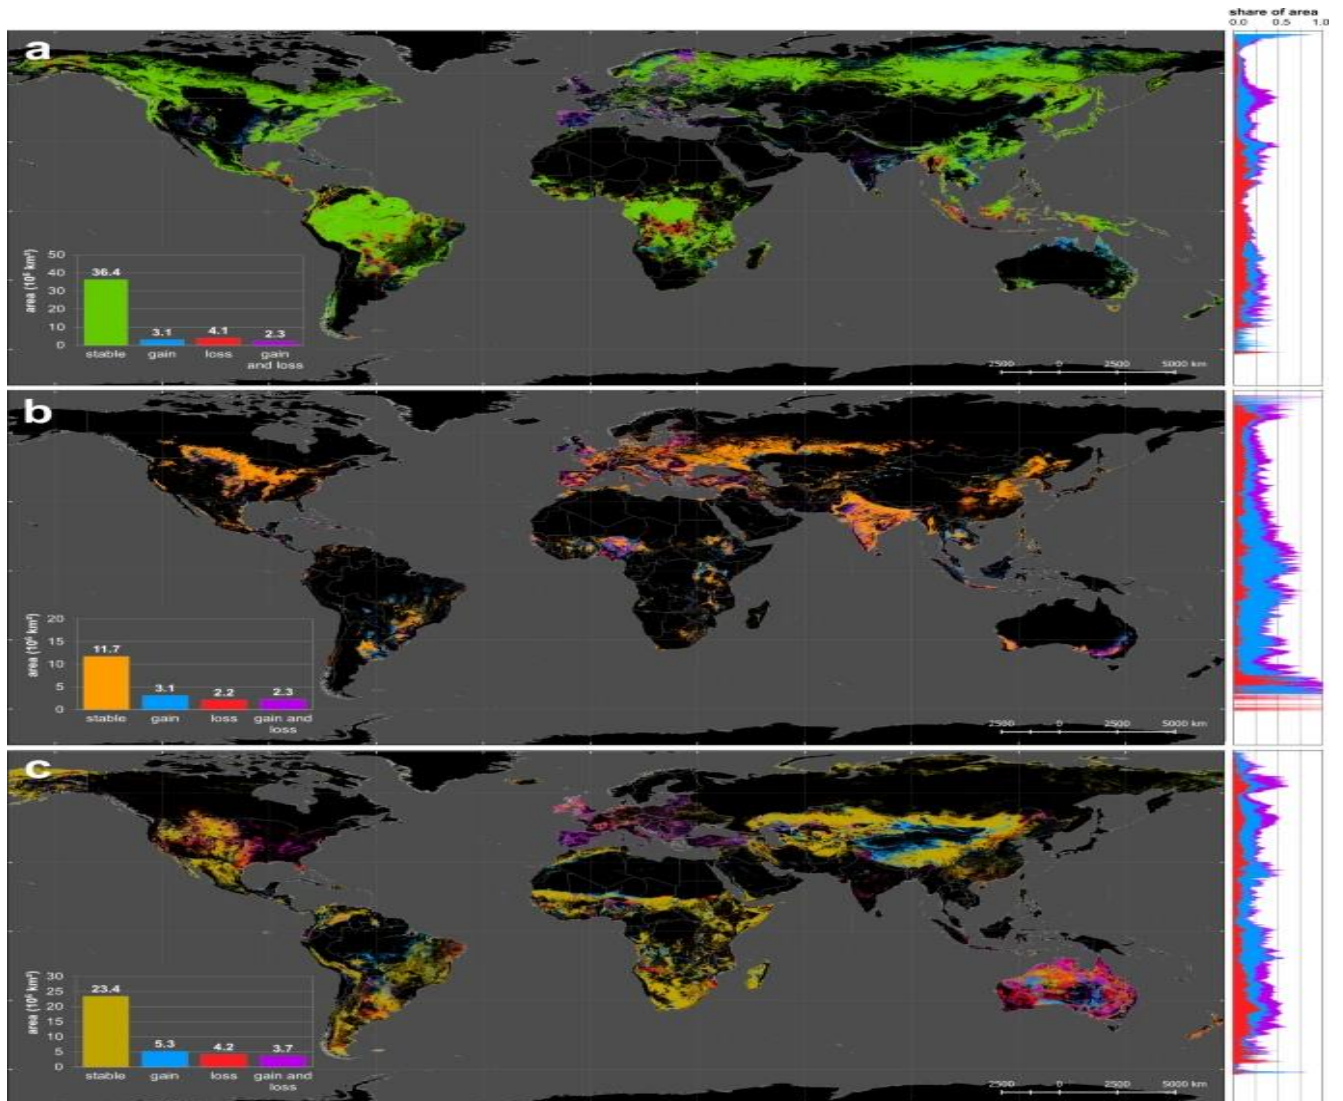 share of area
0.0 0.5 1.0
a
area (10⁶ km²)
50
40
30
20
10
0
36.4
3.1
4.1
2.3
stable
gain
loss
gain
and loss
2500 0 2500 5000 km
b
area (10⁶ km²)
20
15
10
5
0
11.7
3.1
2.2
2.3
stable
gain
loss
gain and
loss
2500 0 2500 5000 km
c
area (10⁶ km²)
30
25
20
15
10
5
0
23.4
5.3
4.2
3.7
stable
gain
loss
gain and
loss
2500 0 2500 5000 km